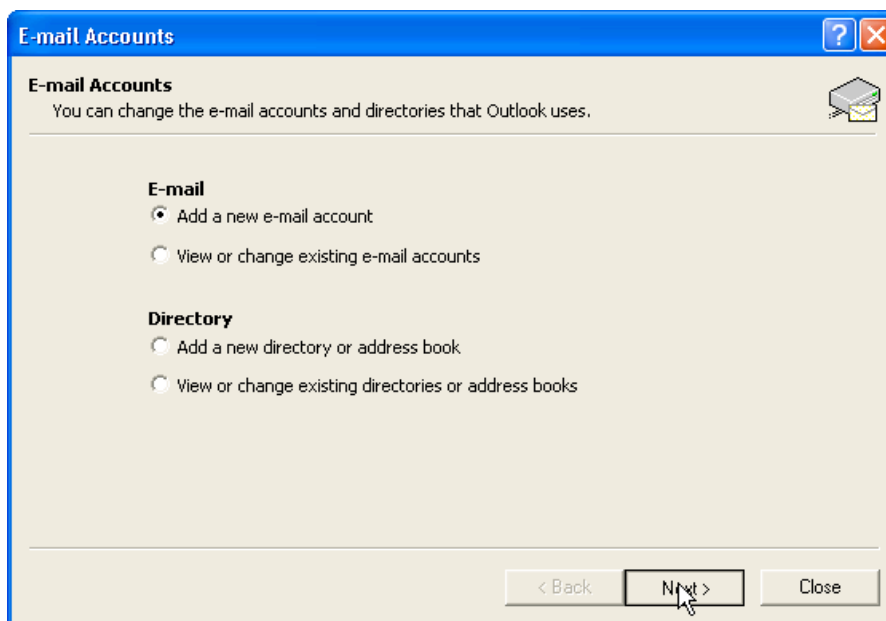 E-mail Accounts
E-mail Accounts
You can change the e-mail accounts and directories that Outlook uses.
E-mail
Add a new e-mail account
View or change existing e-mail accounts
Directory
Add a new directory or address book
View or change existing directories or address books
< Back Next > Close